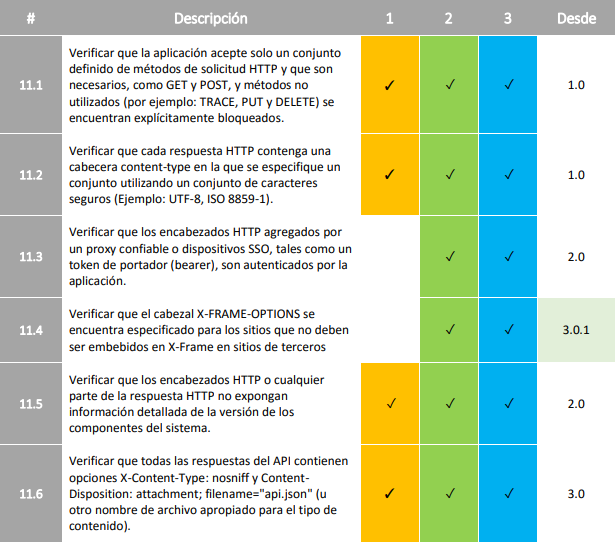 # Descripción 1 2 3 Desde
Verificar que la aplicación acepte solo un conjunto
definido de métodos de solicitud HTTP y que son
11.1 necesarios, como GET y POST, y métodos no ✓ ✓ ✓ 1.0
utilizados (por ejemplo: TRACE, PUT y DELETE) se
encuentran explícitamente bloqueados.
Verificar que cada respuesta HTTP contenga una
cabecera content-type en la que se especifique un
11.2 conjunto utilizando un conjunto de caracteres ✓ ✓ ✓ 1.0
seguros (Ejemplo: UTF-8, ISO 8859-1).
Verificar que los encabezados HTTP agregados por
un proxy confiable o dispositivos SSO, tales como un
11.3 token de portador (bearer), son autenticados por la ✓ ✓ 2.0
aplicación.
Verificar que el cabezal X-FRAME-OPTIONS se
11.4 encuentra especificado para los sitios que no deben ✓ ✓ 3.0.1
ser embebidos en X-Frame en sitios de terceros
Verificar que los encabezados HTTP o cualquier
parte de la respuesta HTTP no expongan
11.5 información detallada de la versión de los ✓ ✓ ✓ 2.0
componentes del sistema.
Verificar que todas las respuestas del API contienen
opciones X-Content-Type: nosniff y Content-
11.6 Disposition: attachment; filename="api.json" (u ✓ ✓ ✓ 3.0
otro nombre de archivo apropiado para el tipo de
contenido).